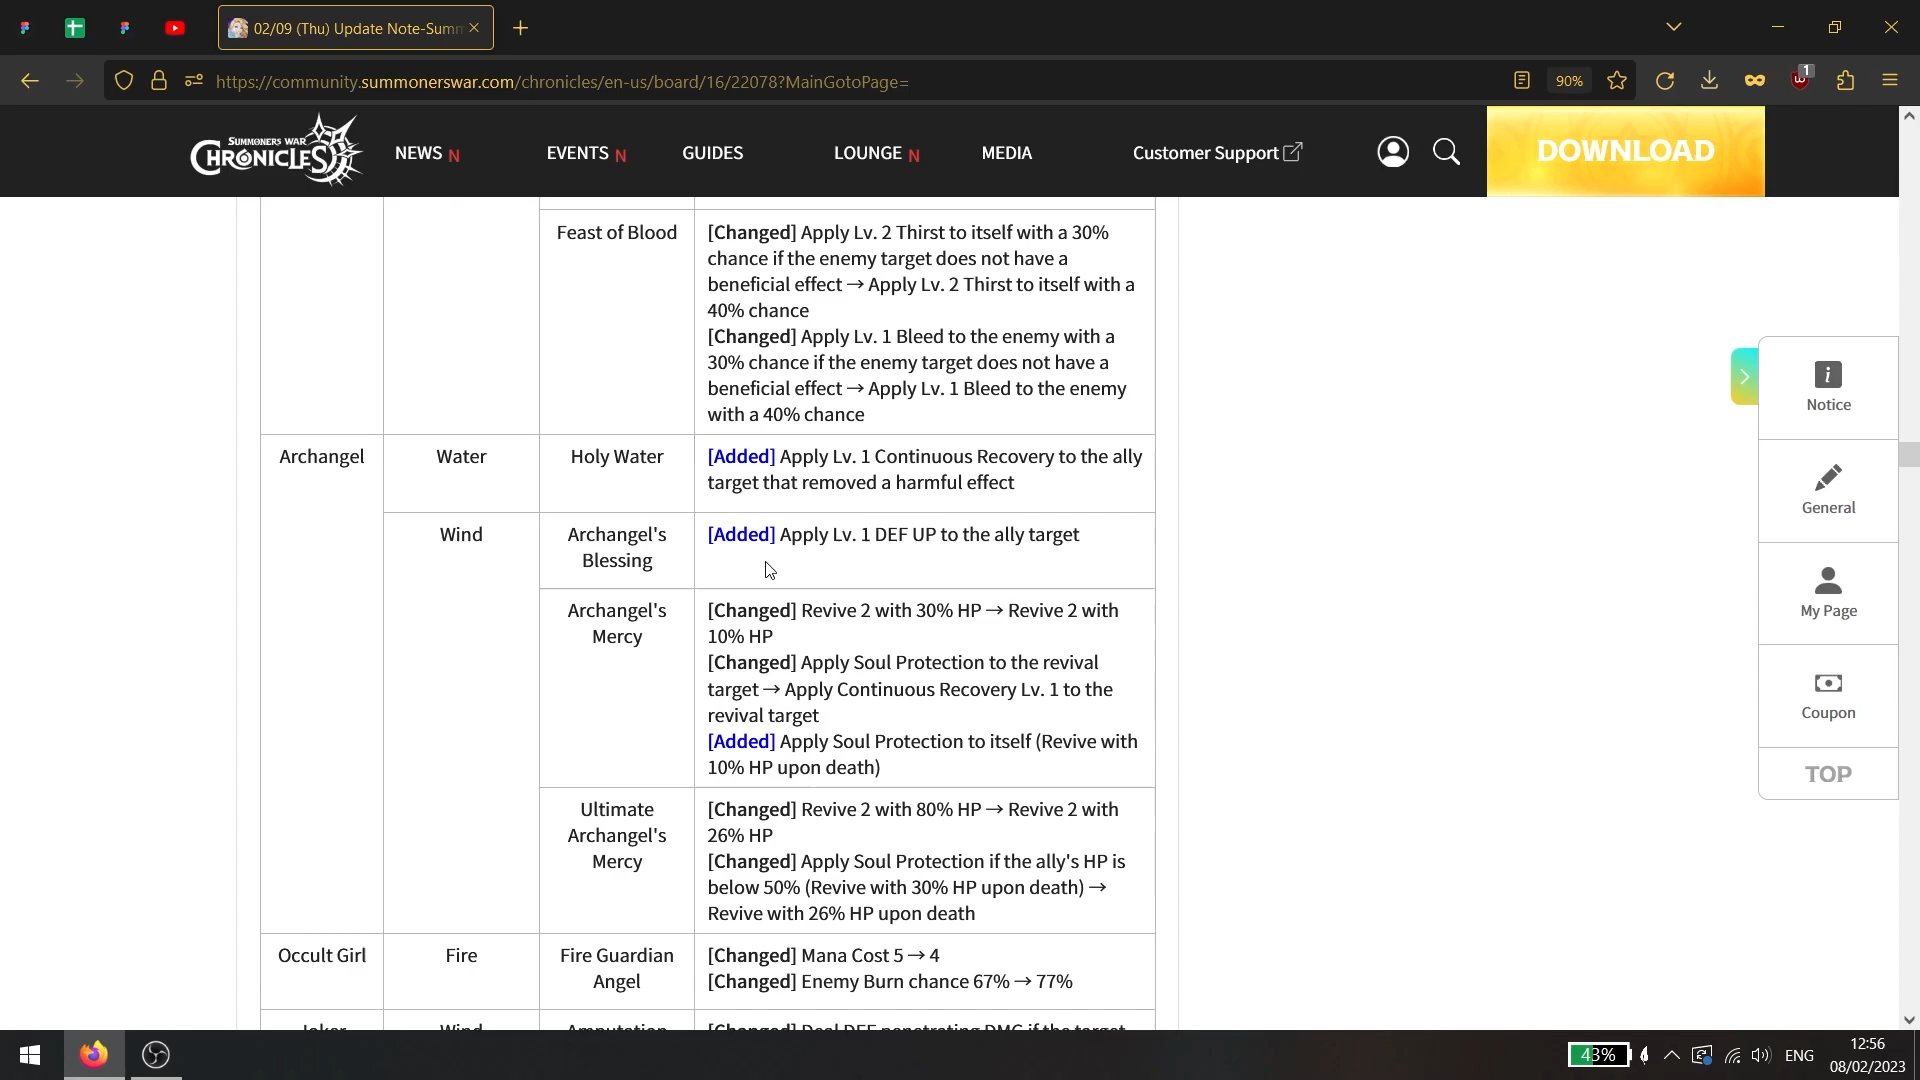 02/09 (Thu) Update Note-Summ
https://community.summonerswar.com/chronicles/en-us/board/16/22078?MainGotoPage=
90%
1
SUMMONERS WAR
CHRONICLES
NEWS N
EVENTS N
GUIDES
LOUNGE N
MEDIA
Customer Support
DOWNLOAD
Feast of Blood
[Changed] Apply Lv. 2 Thirst to itself with a 30%
chance if the enemy target does not have a
beneficial effect → Apply Lv. 2 Thirst to itself with a
40% chance
[Changed] Apply Lv. 1 Bleed to the enemy with a
30% chance if the enemy target does not have a
beneficial effect → Apply Lv. 1 Bleed to the enemy
with a 40% chance
Archangel
Water
Holy Water
[Added] Apply Lv. 1 Continuous Recovery to the ally
target that removed a harmful effect
Wind
Archangel's
Blessing
[Added] Apply Lv. 1 DEF UP to the ally target
Archangel's
Mercy
[Changed] Revive 2 with 30% HP → Revive 2 with
10% HP
[Changed] Apply Soul Protection to the revival
target → Apply Continuous Recovery Lv. 1 to the
revival target
[Added] Apply Soul Protection to itself (Revive with
10% HP upon death)
Ultimate
Archangel's
Mercy
[Changed] Revive 2 with 80% HP → Revive 2 with
26% HP
[Changed] Apply Soul Protection if the ally's HP is
below 50% (Revive with 30% HP upon death) →
Revive with 26% HP upon death
Occult Girl
Fire
Fire Guardian
Angel
[Changed] Mana Cost 5 → 4
[Changed] Enemy Burn chance 67% → 77%
Joker
Wind
Amputation
[Changed] Deal DEF penetrating DMG if the target
Notice
General
My Page
Coupon
TOP
43%
ENG
12:56
08/02/2023